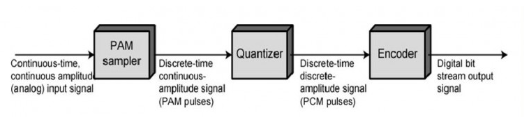 PAM
sampler
Quantizer
Encoder
Continuous-time,
continuous amplitude
(analog) input signal
Discrete-time
continuous-
amplitude signal
(PAM pulses)
Discrete-time
discrete-
amplitude signal
(PCM pulses)
Digital bit
stream output
signal